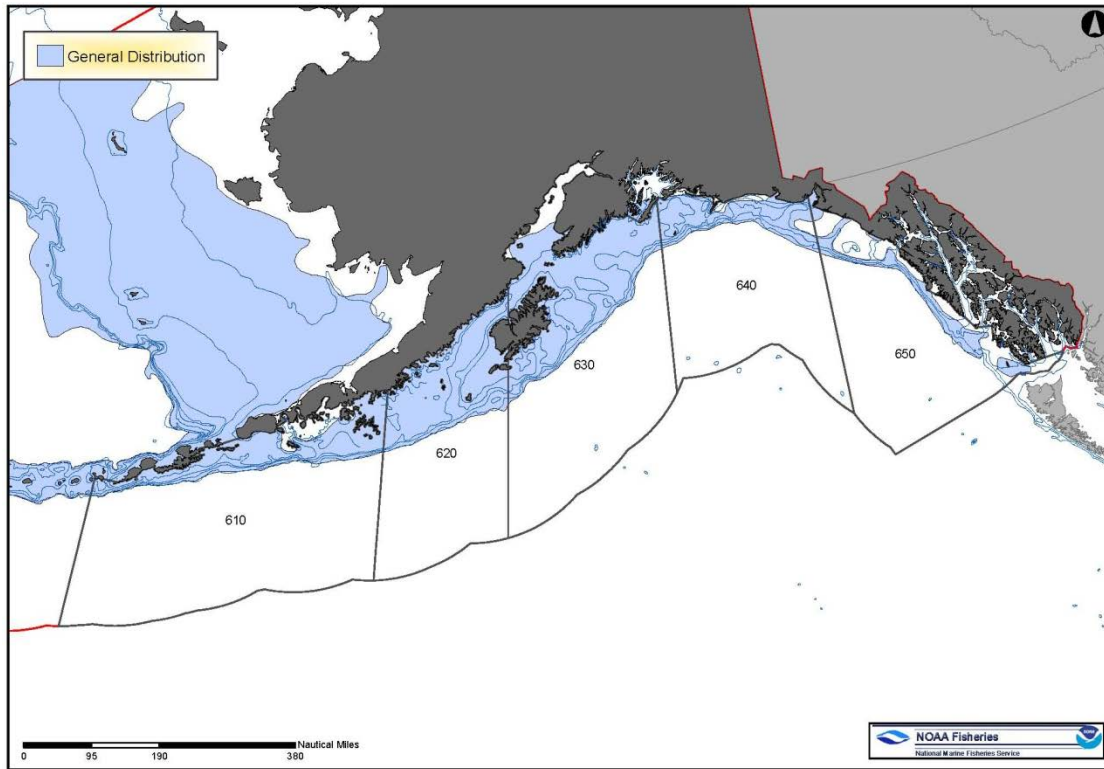 General Distribution
640
650
630
620
610
Nautical Miles
0 95 190 380
NOAA Fisheries
National Marine Fisheries Service